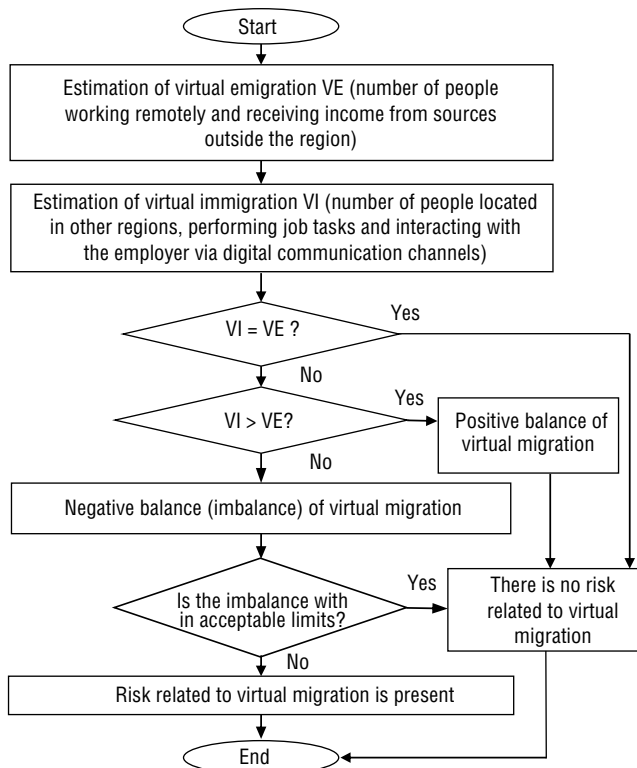 Start
Estimation of virtual emigration VE (number of people
working remotely and receiving income from sources
outside the region)
Estimation of virtual immigration VI (number of people located
in other regions, performing job tasks and interacting with
the employer via digital communication channels)
VI = VE ?
Yes
No
VI > VE?
Yes
Positive balance of
virtual migration
No
Negative balance (imbalance) of virtual migration
Is the imbalance with
in acceptable limits?
Yes
There is no risk
related to virtual
migration
No
Risk related to virtual migration is present
End